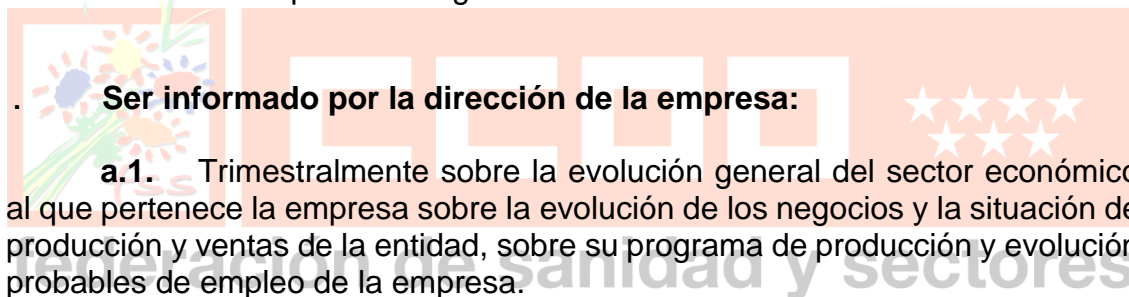 . Ser informado por la dirección de la empresa:
a.1. Trimestralmente sobre la evolución general del sector económico
al que pertenece la empresa sobre la evolución de los negocios y la situación de
producción y ventas de la entidad, sobre su programa de producción y evolución
probables de empleo de la empresa.
federación de sanidad y sectores
fss